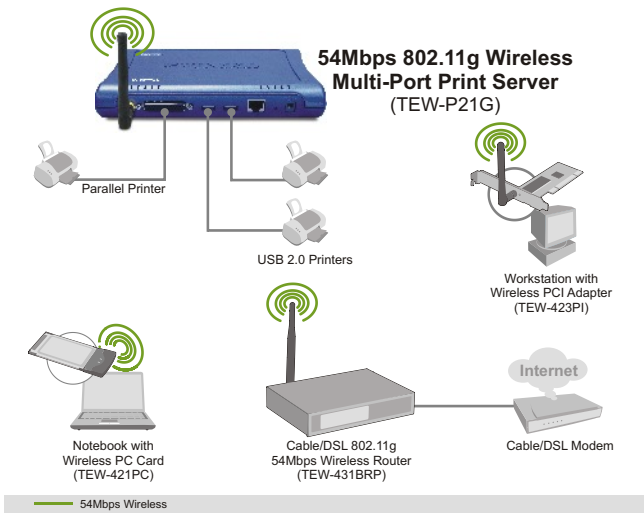 54Mbps 802.11g Wireless
Multi-Port Print Server
(TEW-P21G)
Parallel Printer
USB 2.0 Printers
Workstation with
Wireless PCI Adapter
(TEW-423PI)
Internet
Notebook with
Wireless PC Card
(TEW-421PC)
Cable/DSL 802.11g
54Mbps Wireless Router
(TEW-431BRP)
Cable/DSL Modem
54Mbps Wireless